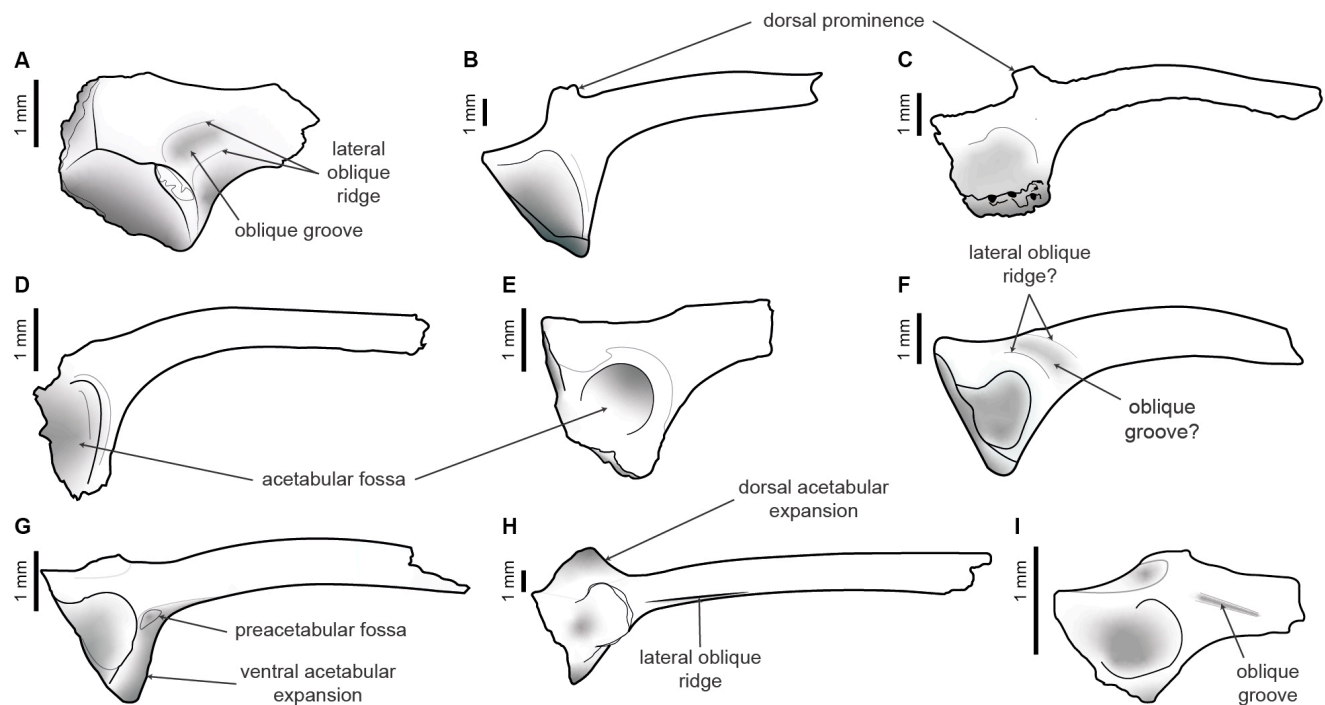 dorsal prominence
A
B
C
1 mm
1 mm
1 mm
lateral
oblique
ridge
oblique groove
lateral oblique
ridge?
D
E
F
1 mm
1 mm
1 mm
oblique
groove?
acetabular fossa
dorsal acetabular
expansion
G
H
I
1 mm
1 mm
1 mm
preacetabular fossa
ventral acetabular
expansion
lateral oblique
ridge
oblique
groove